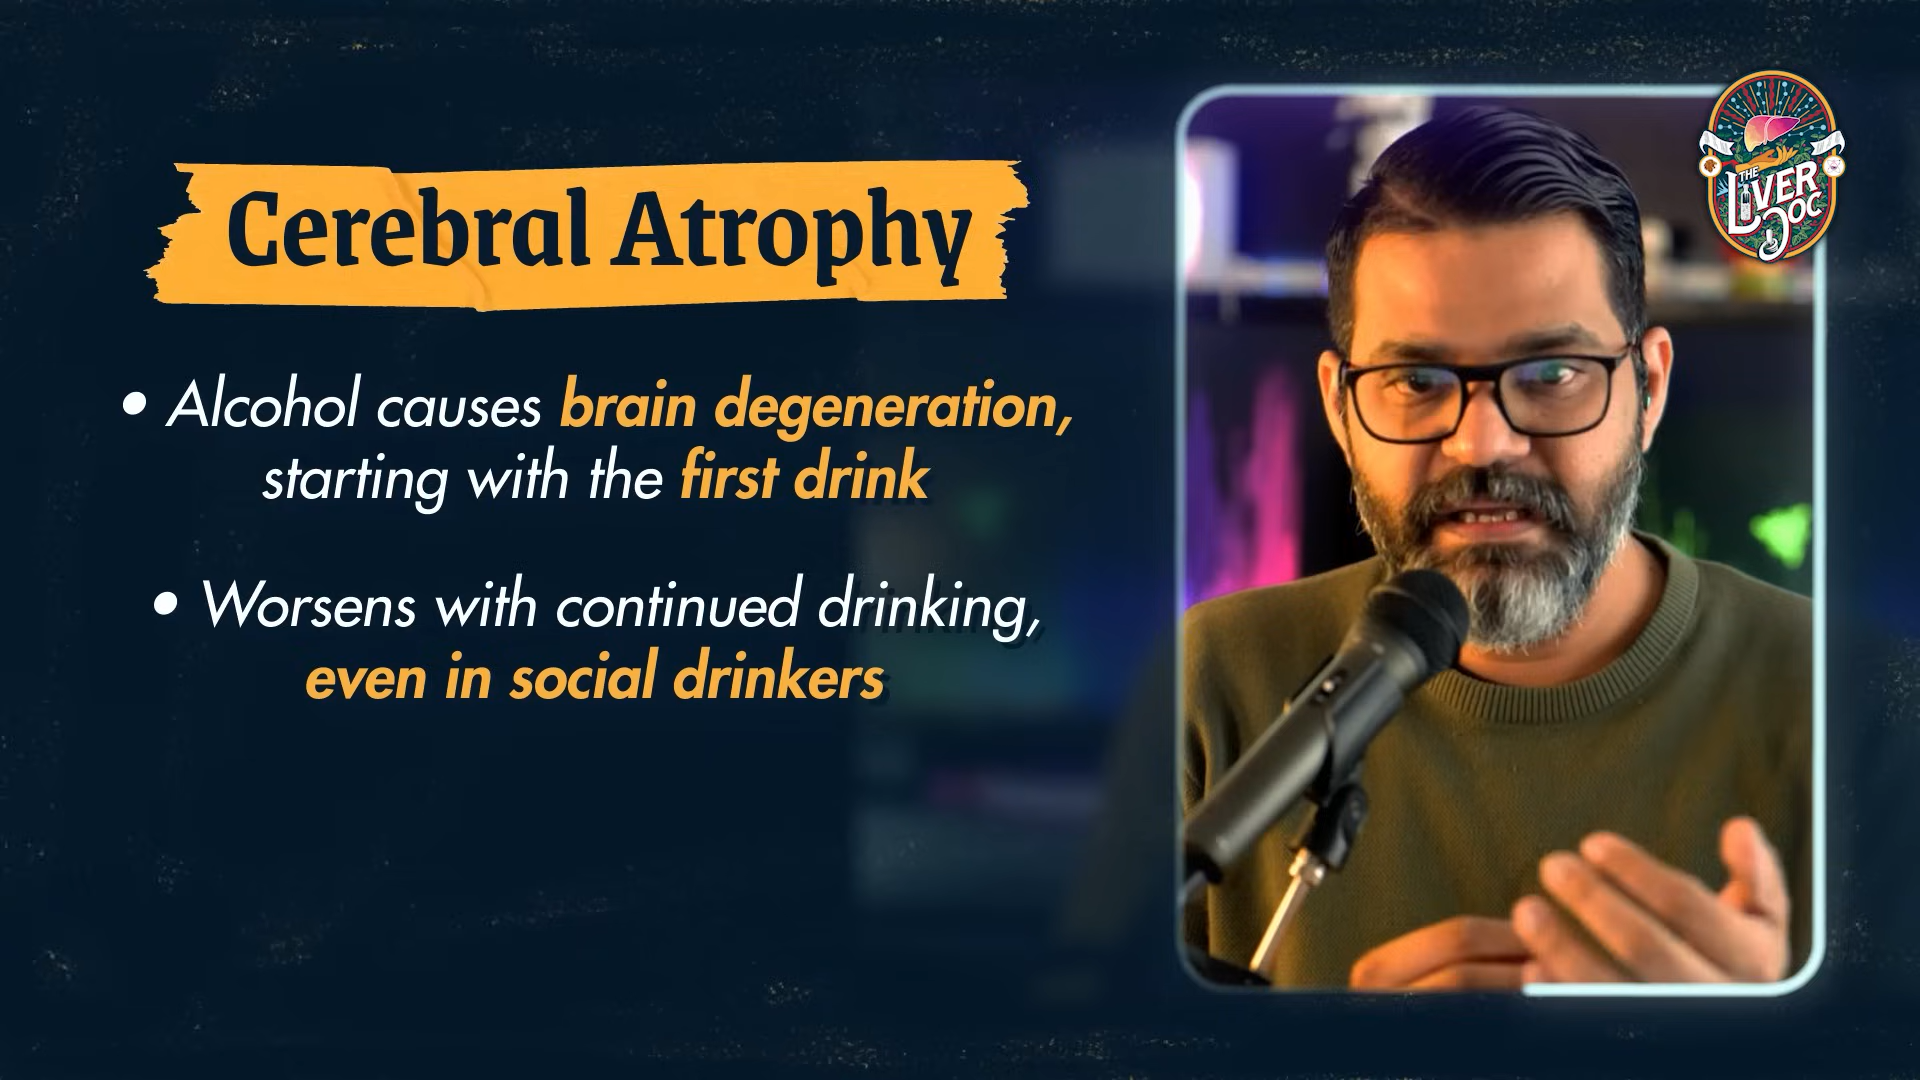 Cerebral Atrophy
• Alcohol causes brain degeneration,
starting with the first drink
• Worsens with continued drinking,
even in social drinkers
THE
LIVER
DOC